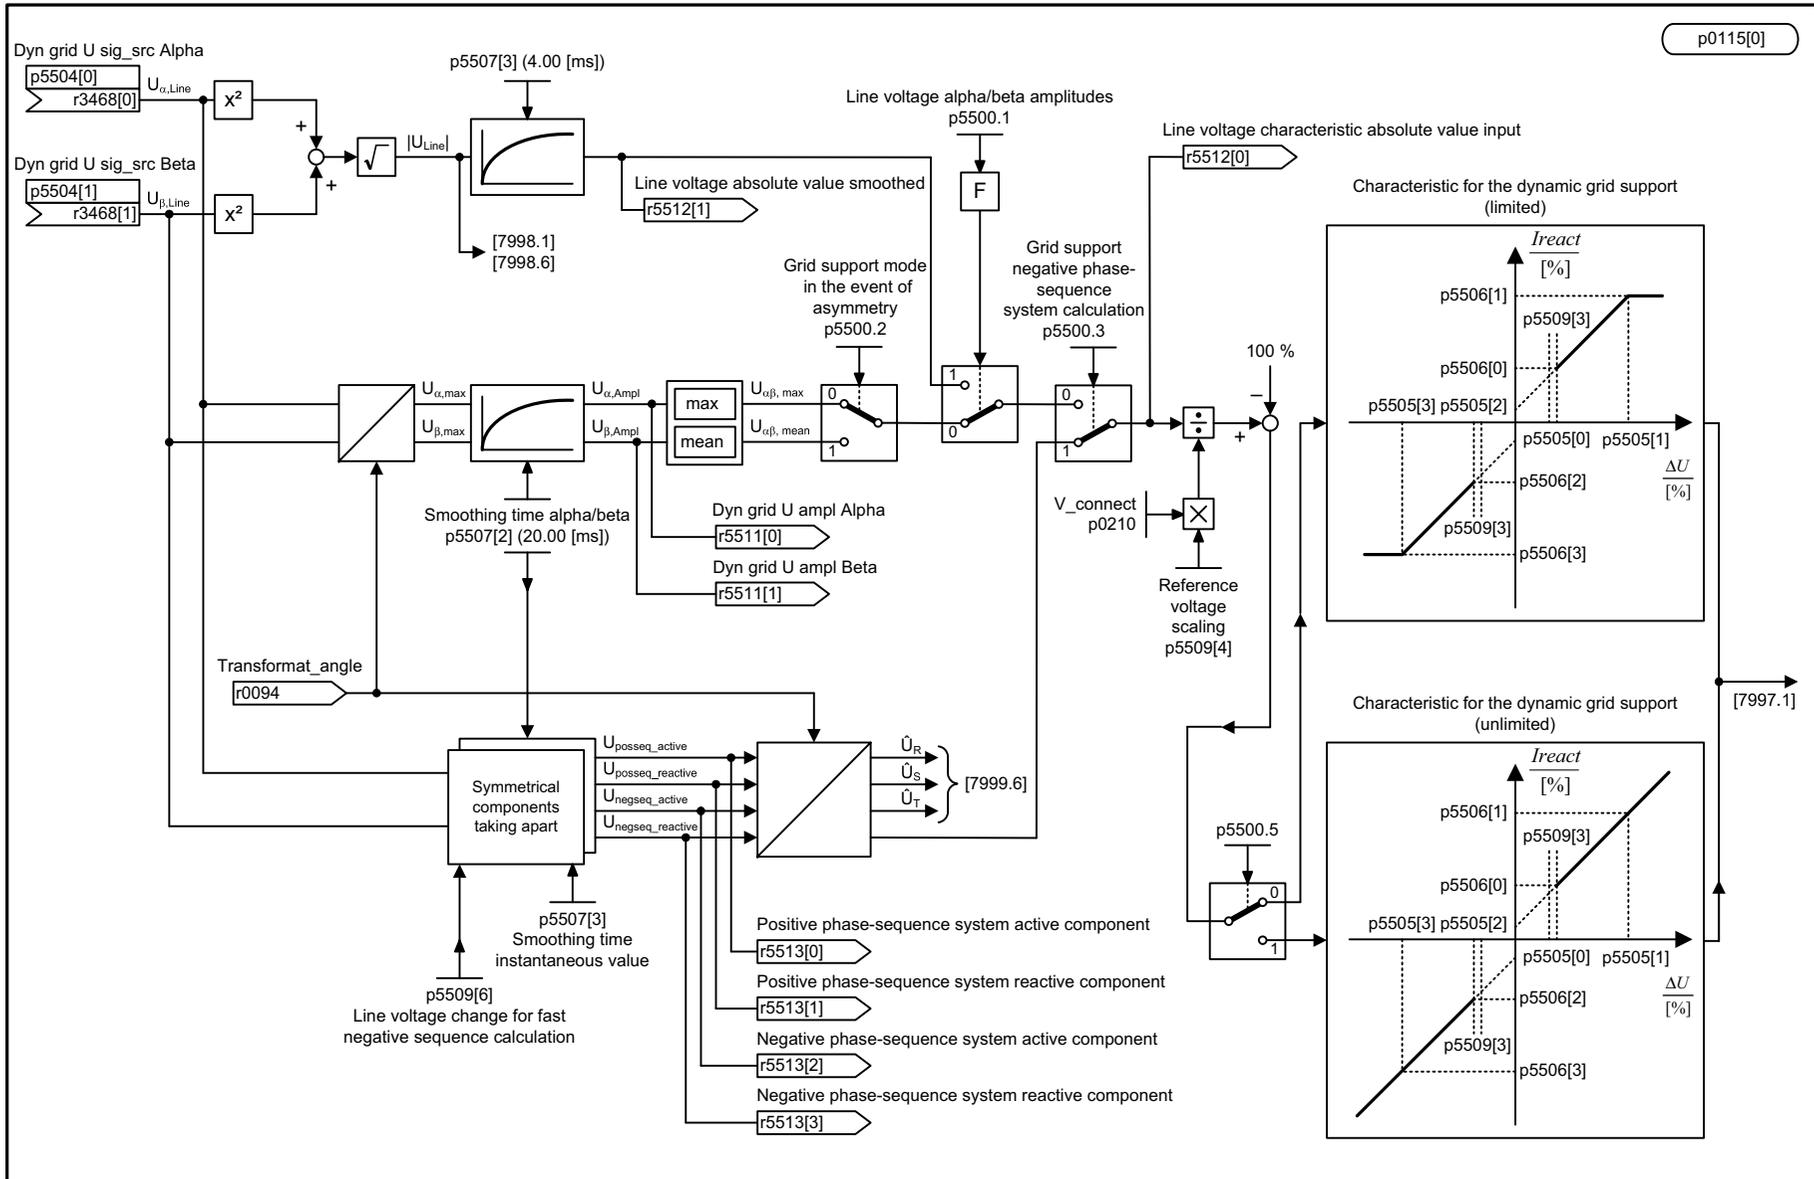 p0115[0]
Dyn grid U sig_src Alpha
p5504[0]
r3468[0]
Uα,Line
x²
Dyn grid U sig_src Beta
p5504[1]
r3468[1]
Uβ,Line
x²
+
+
√
|ULine|
p5507[3] (4.00 [ms])
Line voltage absolute value smoothed
r5512[1]
[7998.1]
[7998.6]
Line voltage alpha/beta amplitudes
p5500.1
F
Line voltage characteristic absolute value input
r5512[0]
Grid support mode
in the event of
asymmetry
p5500.2
Grid support
negative phase-
sequence
system calculation
p5500.3
Uα,max
Uβ,max
Uα,Ampl
Uβ,Ampl
max
mean
Uαβ, max
Uαβ, mean
0
1
1
0
0
1
÷
100 %
–
+
V_connect
p0210
×
Reference
voltage
scaling
p5509[4]
Smoothing time alpha/beta
p5507[2] (20.00 [ms])
Dyn grid U ampl Alpha
r5511[0]
Dyn grid U ampl Beta
r5511[1]
Transformat_angle
r0094
Symmetrical
components
taking apart
Uposseq_active
Uposseq_reactive
Unegseq_active
Unegseq_reactive
ÛR
ÛS
ÛT
[7999.6]
p5507[3]
Smoothing time
instantaneous value
p5509[6]
Line voltage change for fast
negative sequence calculation
Positive phase-sequence system active component
r5513[0]
Positive phase-sequence system reactive component
r5513[1]
Negative phase-sequence system active component
r5513[2]
Negative phase-sequence system reactive component
r5513[3]
p5500.5
0
1
Characteristic for the dynamic grid support
(limited)
Ireact
[%]
p5506[1]
p5509[3]
p5506[0]
p5505[3] p5505[2]
p5505[0] p5505[1]
ΔU
[%]
p5506[2]
p5509[3]
p5506[3]
[7997.1]
Characteristic for the dynamic grid support
(unlimited)
Ireact
[%]
p5506[1]
p5509[3]
p5506[0]
p5505[3] p5505[2]
p5505[0] p5505[1]
ΔU
[%]
p5506[2]
p5509[3]
p5506[3]